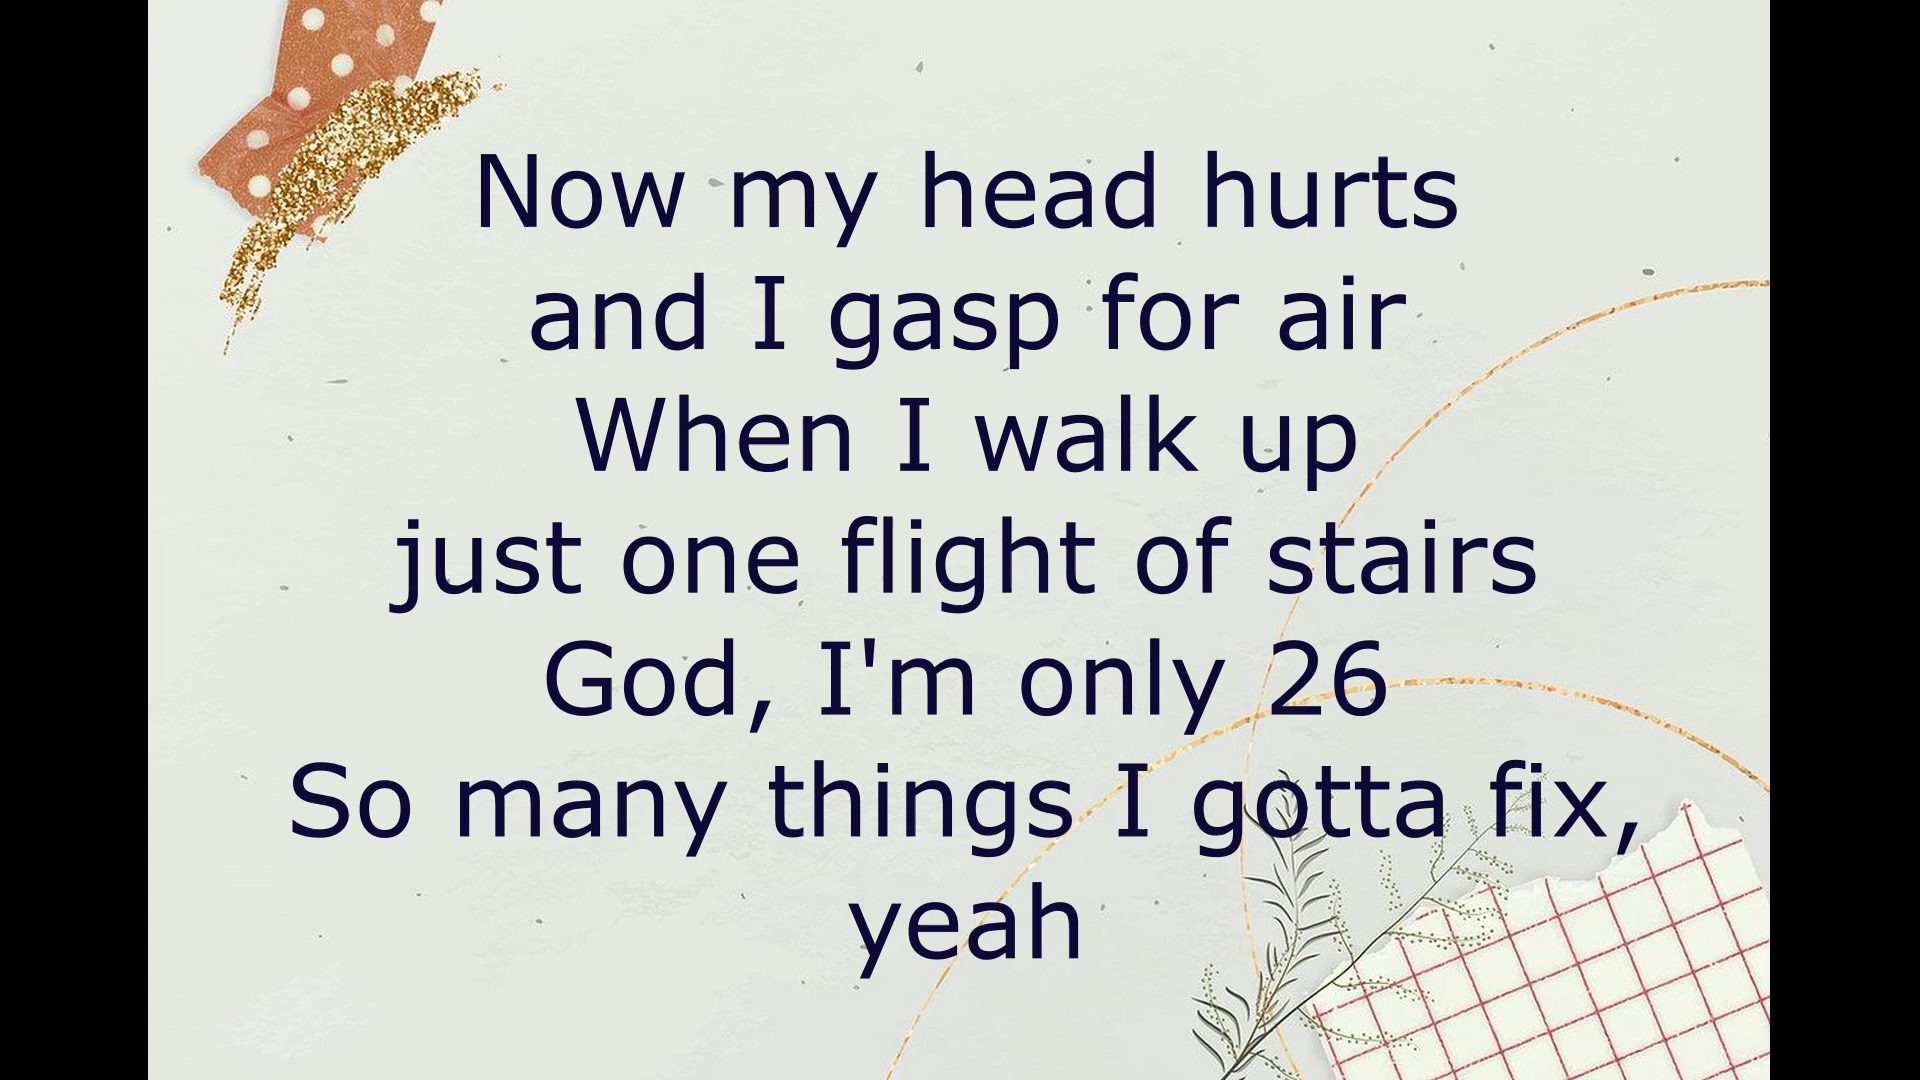 Now my head hurts
and I gasp for air
When I walk up
just one flight of stairs
God, I'm only 26
So many things I gotta fix,
yeah